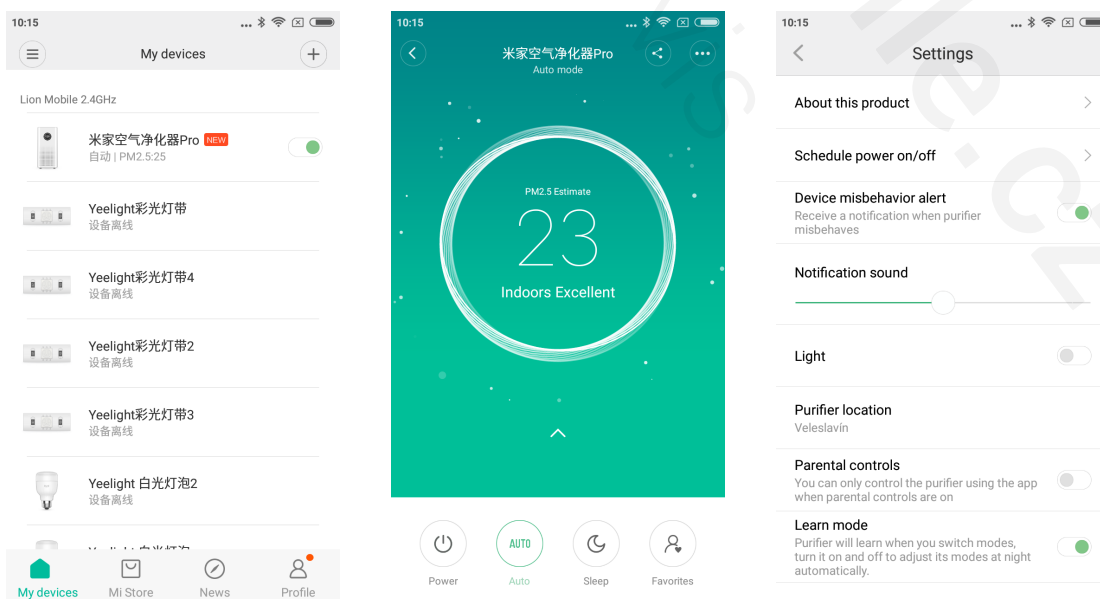 10:15
My devices
Lion Mobile 2.4GHz
米家空气净化器Pro NEW
自动 | PM2.5:25
Yeelight彩光灯带
设备离线
Yeelight彩光灯带4
设备离线
Yeelight彩光灯带2
设备离线
Yeelight彩光灯带3
设备离线
Yeelight 白光灯泡2
设备离线
My devices
Mi Store
News
Profile
10:15
米家空气净化器Pro
Auto mode
PM2.5 Estimate
23
Indoors Excellent
AUTO
Power
Auto
Sleep
Favorites
10:15
Settings
About this product
Schedule power on/off
Device misbehavior alert
Receive a notification when purifier
misbehaves
Notification sound
Light
Purifier location
Veleslavín
Parental controls
You can only control the purifier using the app
when parental controls are on
Learn mode
Purifier will learn when you switch modes,
turn it on and off to adjust its modes at night
automatically.